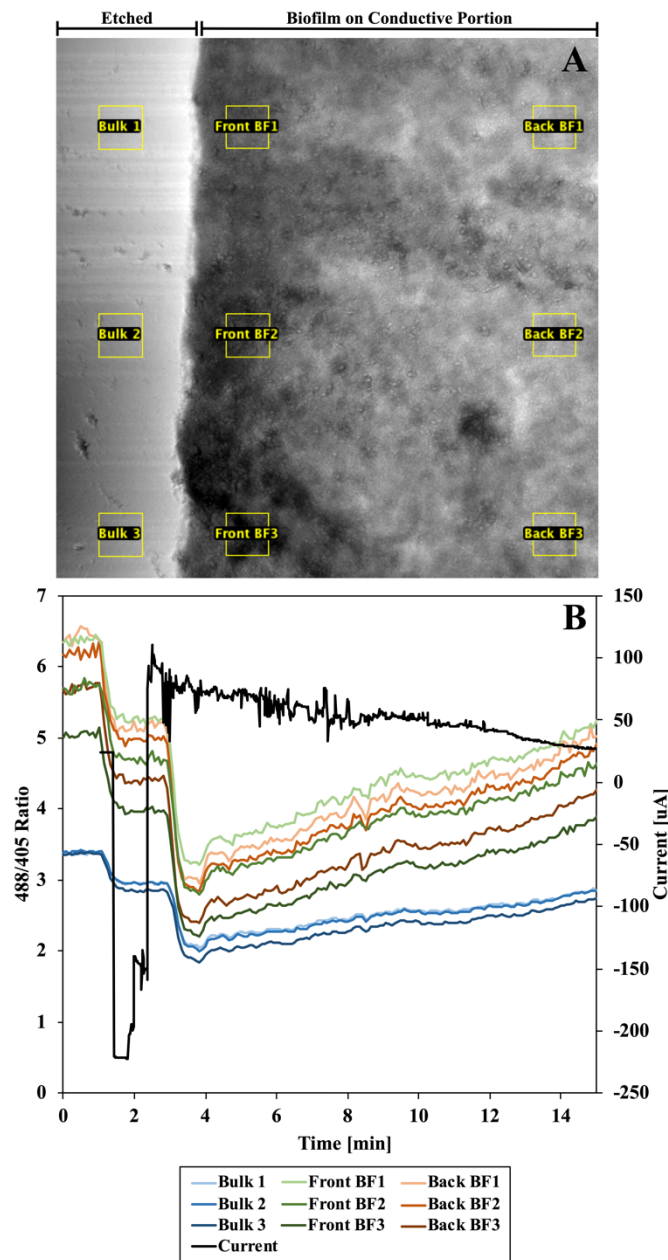 Etched Biofilm on Conductive Portion
A
Bulk 1 Front BF1 Back BF1
Bulk 2 Front BF2 Back BF2
Bulk 3 Front BF3 Back BF3
B
7 150
6 100
5 50
4 0
3 -50
2 -100
1 -150
0 -200
-250
488/405 Ratio
Current [uA]
0 2 4 6 8 10 12 14
Time [min]
Bulk 1 Front BF1 Back BF1
Bulk 2 Front BF2 Back BF2
Bulk 3 Front BF3 Back BF3
Current